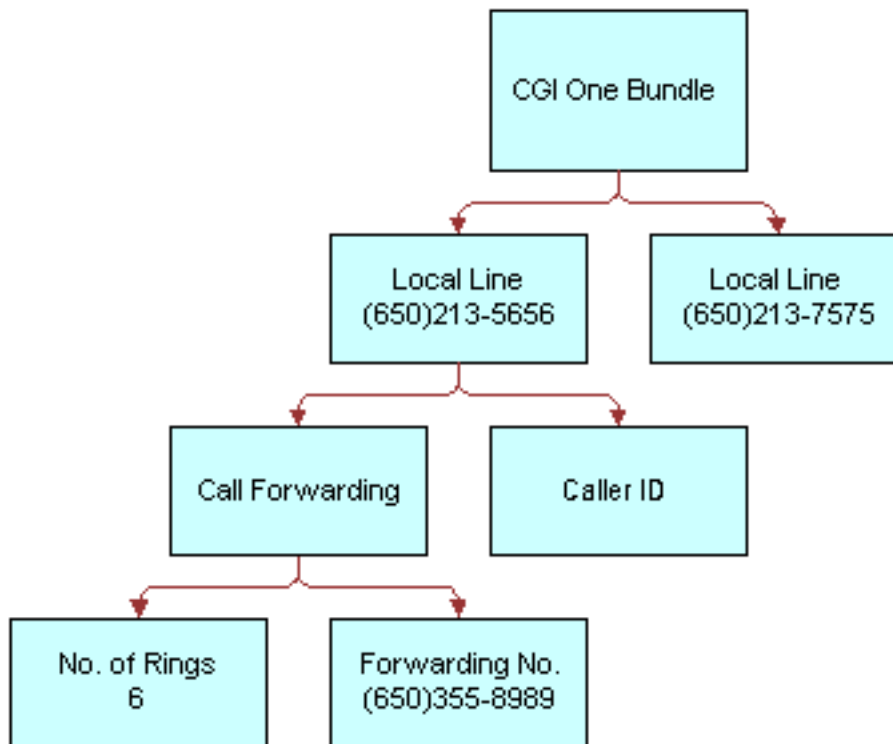 CGI One Bundle
Local Line
(650)213-5656
Local Line
(650)213-7575
Call Forwarding
Caller ID
No. of Rings
6
Forwarding No.
(650)355-8989